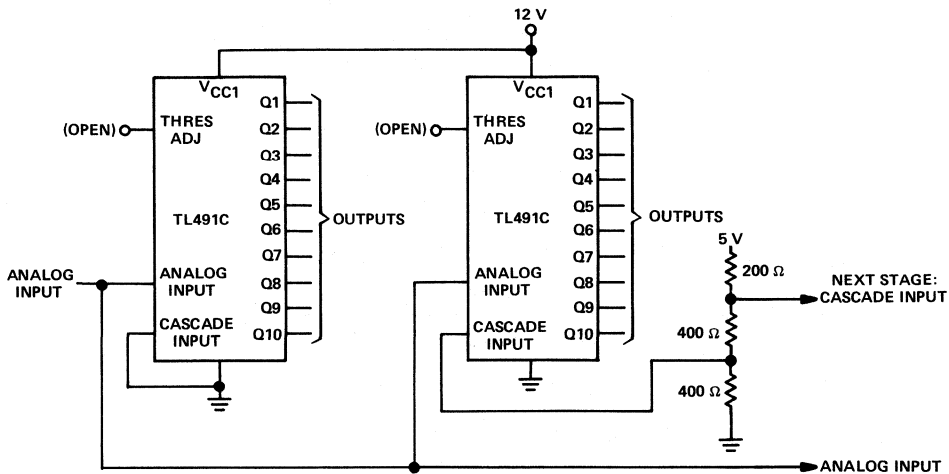 12 V
VCC1
Q1
Q2
Q3
Q4
Q5
Q6
Q7
Q8
Q9
Q10
(OPEN)
THRES
ADJ
TL491C
OUTPUTS
ANALOG
INPUT
ANALOG
INPUT
CASCADE
INPUT
VCC1
Q1
Q2
Q3
Q4
Q5
Q6
Q7
Q8
Q9
Q10
(OPEN)
THRES
ADJ
TL491C
OUTPUTS
ANALOG
INPUT
CASCADE
INPUT
5 V
200 Ω
NEXT STAGE:
CASCADE INPUT
400 Ω
400 Ω
ANALOG INPUT